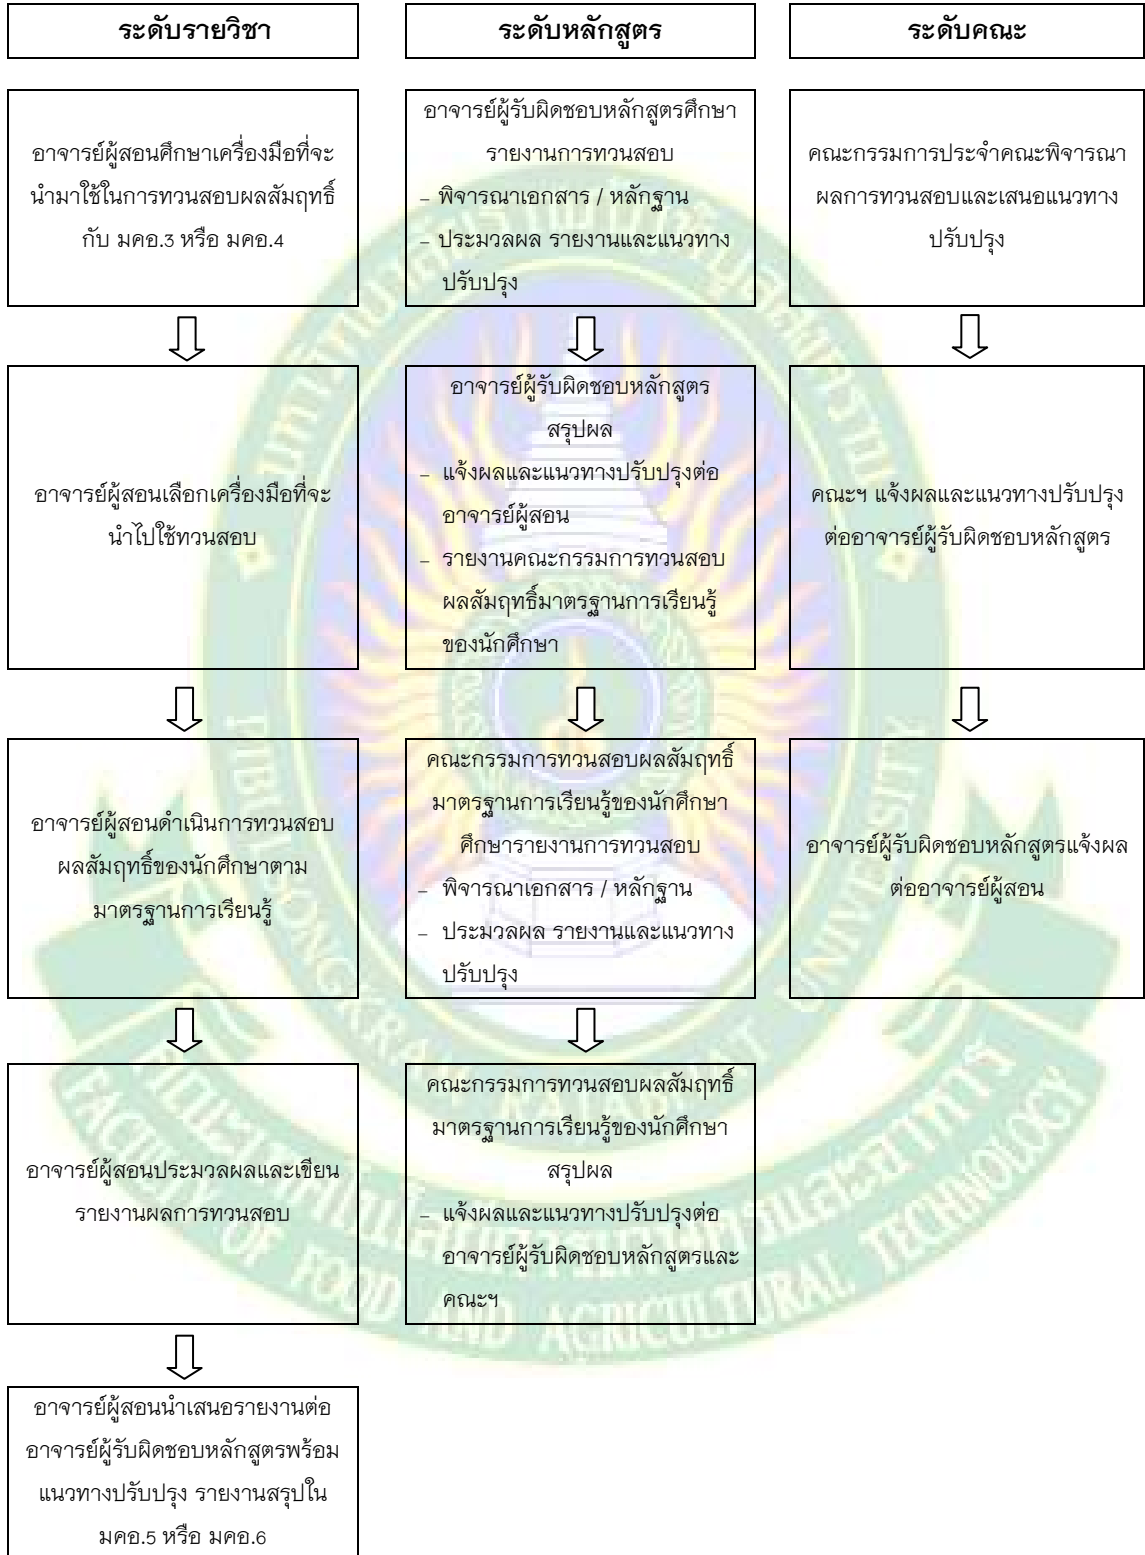 ระดับรายวิชา
อาจารย์ผู้สอนศึกษาเครื่องมือที่จะ
นำมาใช้ในการทวนสอบผลสัมฤทธิ์
กับ มคอ.3 หรือ มคอ.4
อาจารย์ผู้สอนเลือกเครื่องมือที่จะ
นำไปใช้ทวนสอบ
อาจารย์ผู้สอนดำเนินการทวนสอบ
ผลสัมฤทธิ์ของนักศึกษาตาม
มาตรฐานการเรียนรู้
อาจารย์ผู้สอนประมวลผลและเขียน
รายงานผลการทวนสอบ
อาจารย์ผู้สอนนำเสนอรายงานต่อ
อาจารย์ผู้รับผิดชอบหลักสูตรพร้อม
แนวทางปรับปรุง รายงานสรุปใน
มคอ.5 หรือ มคอ.6
ระดับหลักสูตร
อาจารย์ผู้รับผิดชอบหลักสูตรศึกษา
รายงานการทวนสอบ
- พิจารณาเอกสาร / หลักฐาน
- ประมวลผล รายงานและแนวทาง
ปรับปรุง
อาจารย์ผู้รับผิดชอบหลักสูตร
สรุปผล
- แจ้งผลและแนวทางปรับปรุงต่อ
อาจารย์ผู้สอน
- รายงานคณะกรรมการทวนสอบ
ผลสัมฤทธิ์มาตรฐานการเรียนรู้
ของนักศึกษา
คณะกรรมการทวนสอบผลสัมฤทธิ์
มาตรฐานการเรียนรู้ของนักศึกษา
ศึกษารายงานการทวนสอบ
- พิจารณาเอกสาร / หลักฐาน
- ประมวลผล รายงานและแนวทาง
ปรับปรุง
คณะกรรมการทวนสอบผลสัมฤทธิ์
มาตรฐานการเรียนรู้ของนักศึกษา
สรุปผล
- แจ้งผลและแนวทางปรับปรุงต่อ
อาจารย์ผู้รับผิดชอบหลักสูตรและ
คณะฯ
ระดับคณะ
คณะกรรมการประจำคณะพิจารณา
ผลการทวนสอบและเสนอแนวทาง
ปรับปรุง
คณะฯ แจ้งผลและแนวทางปรับปรุง
ต่ออาจารย์ผู้รับผิดชอบหลักสูตร
อาจารย์ผู้รับผิดชอบหลักสูตรแจ้งผล
ต่ออาจารย์ผู้สอน
UNIVERSITY
FACULTY OF FOOD AND AGRICULTURAL TECHNOLOGY